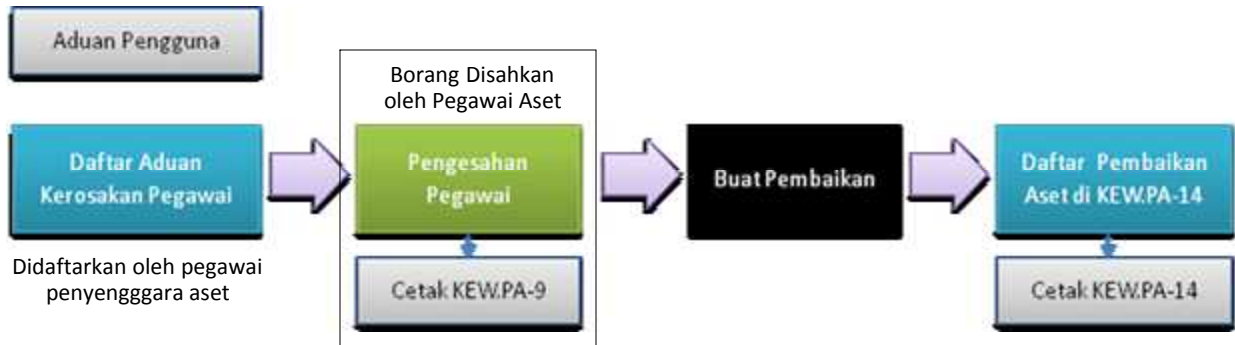 Aduan Pengguna
Borang Disahkan
oleh Pegawai Aset
Daftar Aduan
Kerosakan Pegawai
Pengesahan
Pegawai
Buat Pembaikan
Daftar Pembaikan
Aset di KEW.PA-14
Didaftarkan oleh pegawai
penyengggara aset
Cetak KEW.PA-9
Cetak KEW.PA-14